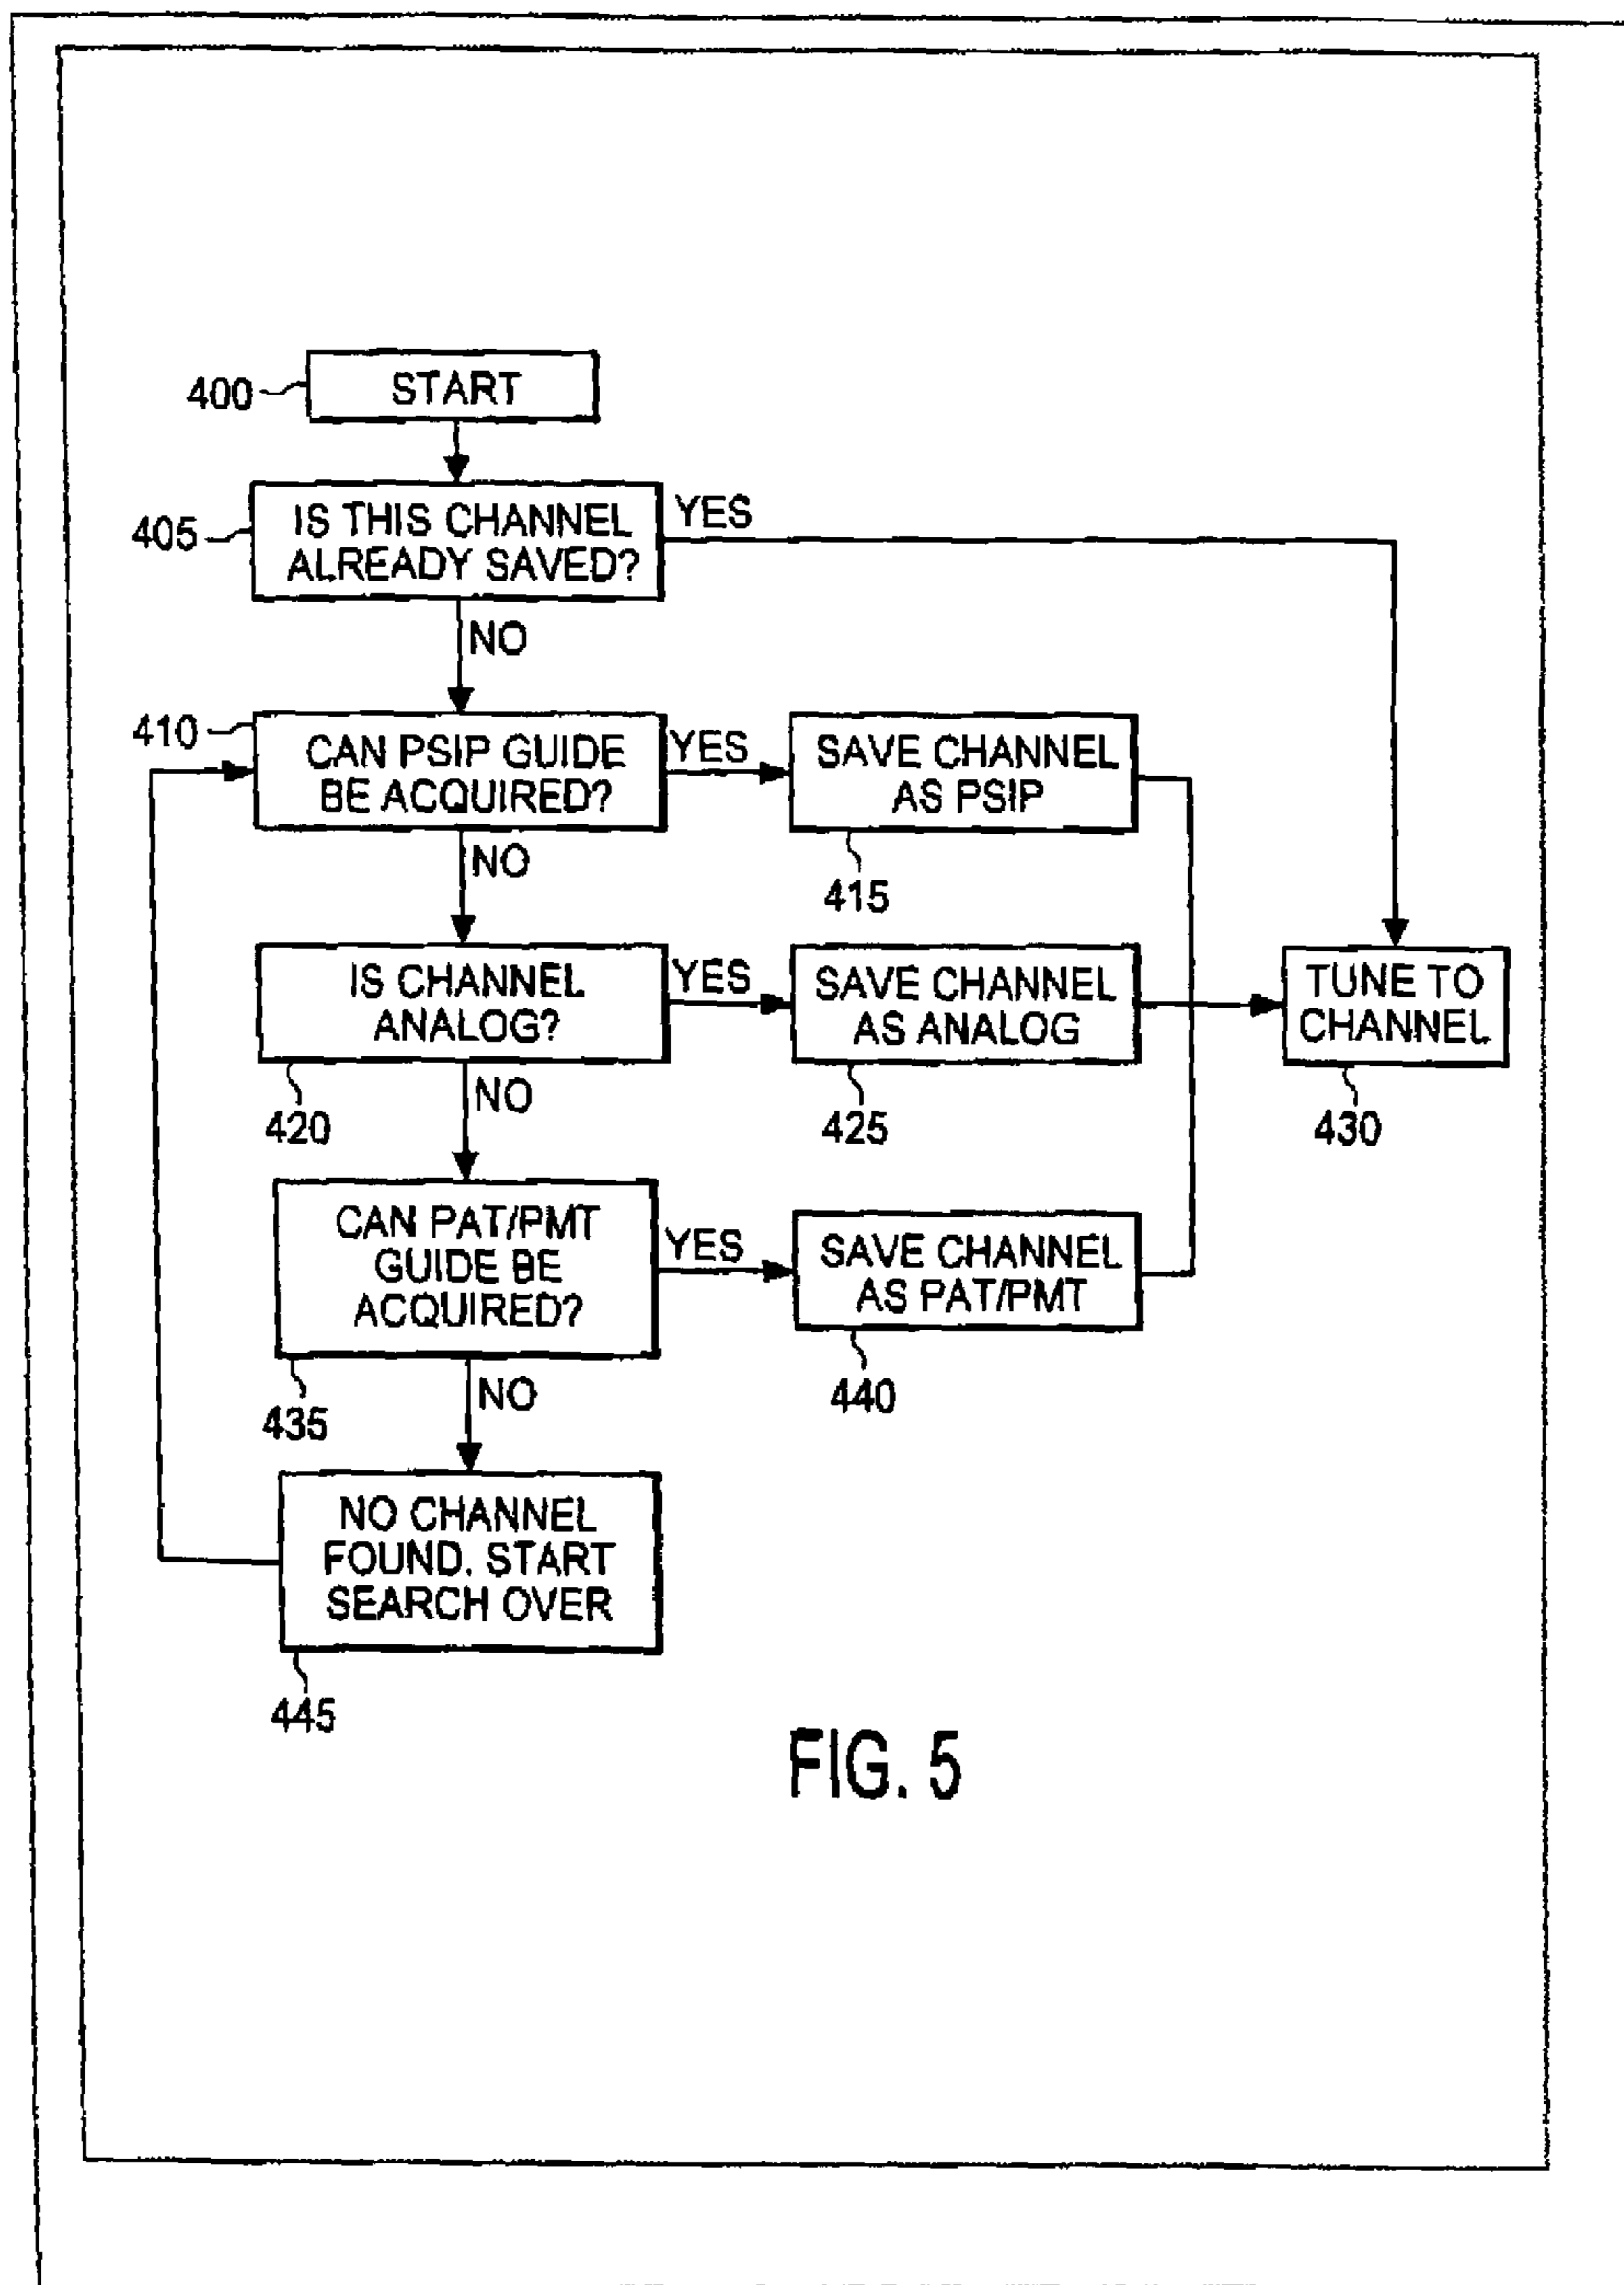 400
START
405
IS THIS CHANNEL
ALREADY SAVED?
YES
NO
410
CAN PSIP GUIDE
BE ACQUIRED?
YES
SAVE CHANNEL
AS PSIP
415
NO
IS CHANNEL
ANALOG?
YES
SAVE CHANNEL
AS ANALOG
TUNE TO
CHANNEL
420
NO
425
430
CAN PAT/PMT
GUIDE BE
ACQUIRED?
YES
SAVE CHANNEL
AS PAT/PMT
435
NO
440
NO CHANNEL
FOUND. START
SEARCH OVER
445
FIG. 5